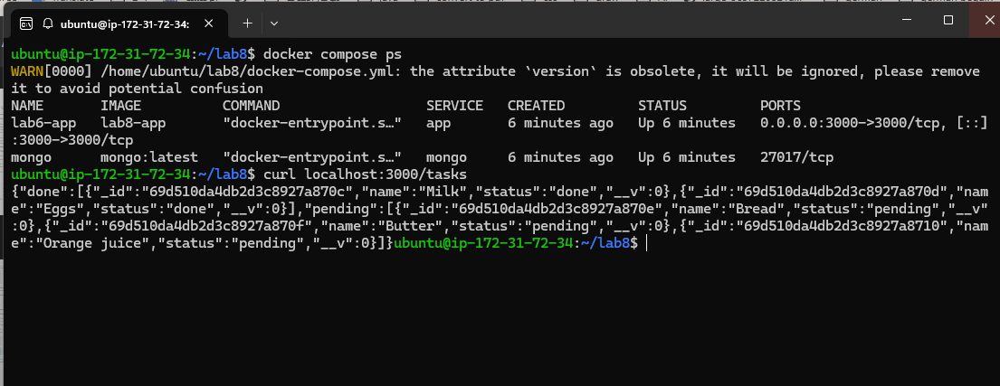 ubuntu@ip-172-31-72-34:
ubuntu@ip-172-31-72-34:~/lab8$ docker compose ps
WARN[0000] /home/ubuntu/lab8/docker-compose.yml: the attribute `version` is obsolete, it will be ignored, please remove
it to avoid potential confusion
NAME       IMAGE          COMMAND                  SERVICE   CREATED         STATUS         PORTS
lab6-app   lab8-app       "docker-entrypoint.s…"   app       6 minutes ago   Up 6 minutes   0.0.0.0:3000->3000/tcp, [::]
:3000->3000/tcp
mongo      mongo:latest   "docker-entrypoint.s…"   mongo     6 minutes ago   Up 6 minutes   27017/tcp
ubuntu@ip-172-31-72-34:~/lab8$ curl localhost:3000/tasks
{"done":[{"_id":"69d510da4db2d3c8927a870c","name":"Milk","status":"done","__v":0},{"_id":"69d510da4db2d3c8927a870d","nam
e":"Eggs","status":"done","__v":0}],"pending":[{"_id":"69d510da4db2d3c8927a870e","name":"Bread","status":"pending","__v"
:0},{"_id":"69d510da4db2d3c8927a870f","name":"Butter","status":"pending","__v":0},{"_id":"69d510da4db2d3c8927a8710","nam
e":"Orange juice","status":"pending","__v":0}]}ubuntu@ip-172-31-72-34:~/lab8$